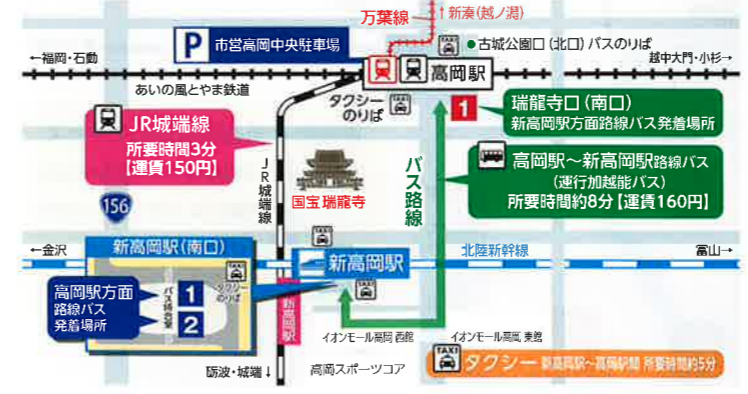 万葉線
↑新湊(越ノ潟)
P 市営高岡中央駐車場
TAXI
●古城公園口(北口)バスのりば
←福岡・石動
越中大門・小杉→
高岡駅
あいの風とやま鉄道
タクシー
のりば
1
瑞龍寺口(南口)
新高岡駅方面路線バス発着場所
JR城端線
所要時間3分
【運賃150円】
JR城端線
国宝 瑞龍寺
バス路線
高岡駅~新高岡駅路線バス
(運行加越能バス)
所要時間約8分【運賃160円】
156
←金沢
新高岡駅(南口)
TAXI
新高岡駅
北陸新幹線
富山→
高岡駅方面
路線バス
発着場所
バス待合室
1
2
タクシー
のりば
新高岡駅
TAXI
イオンモール高岡 西館
イオンモール高岡 東館
砺波・城端↓
高岡スポーツコア
TAXI
タクシー 新高岡駅~高岡駅間 所要時間約5分